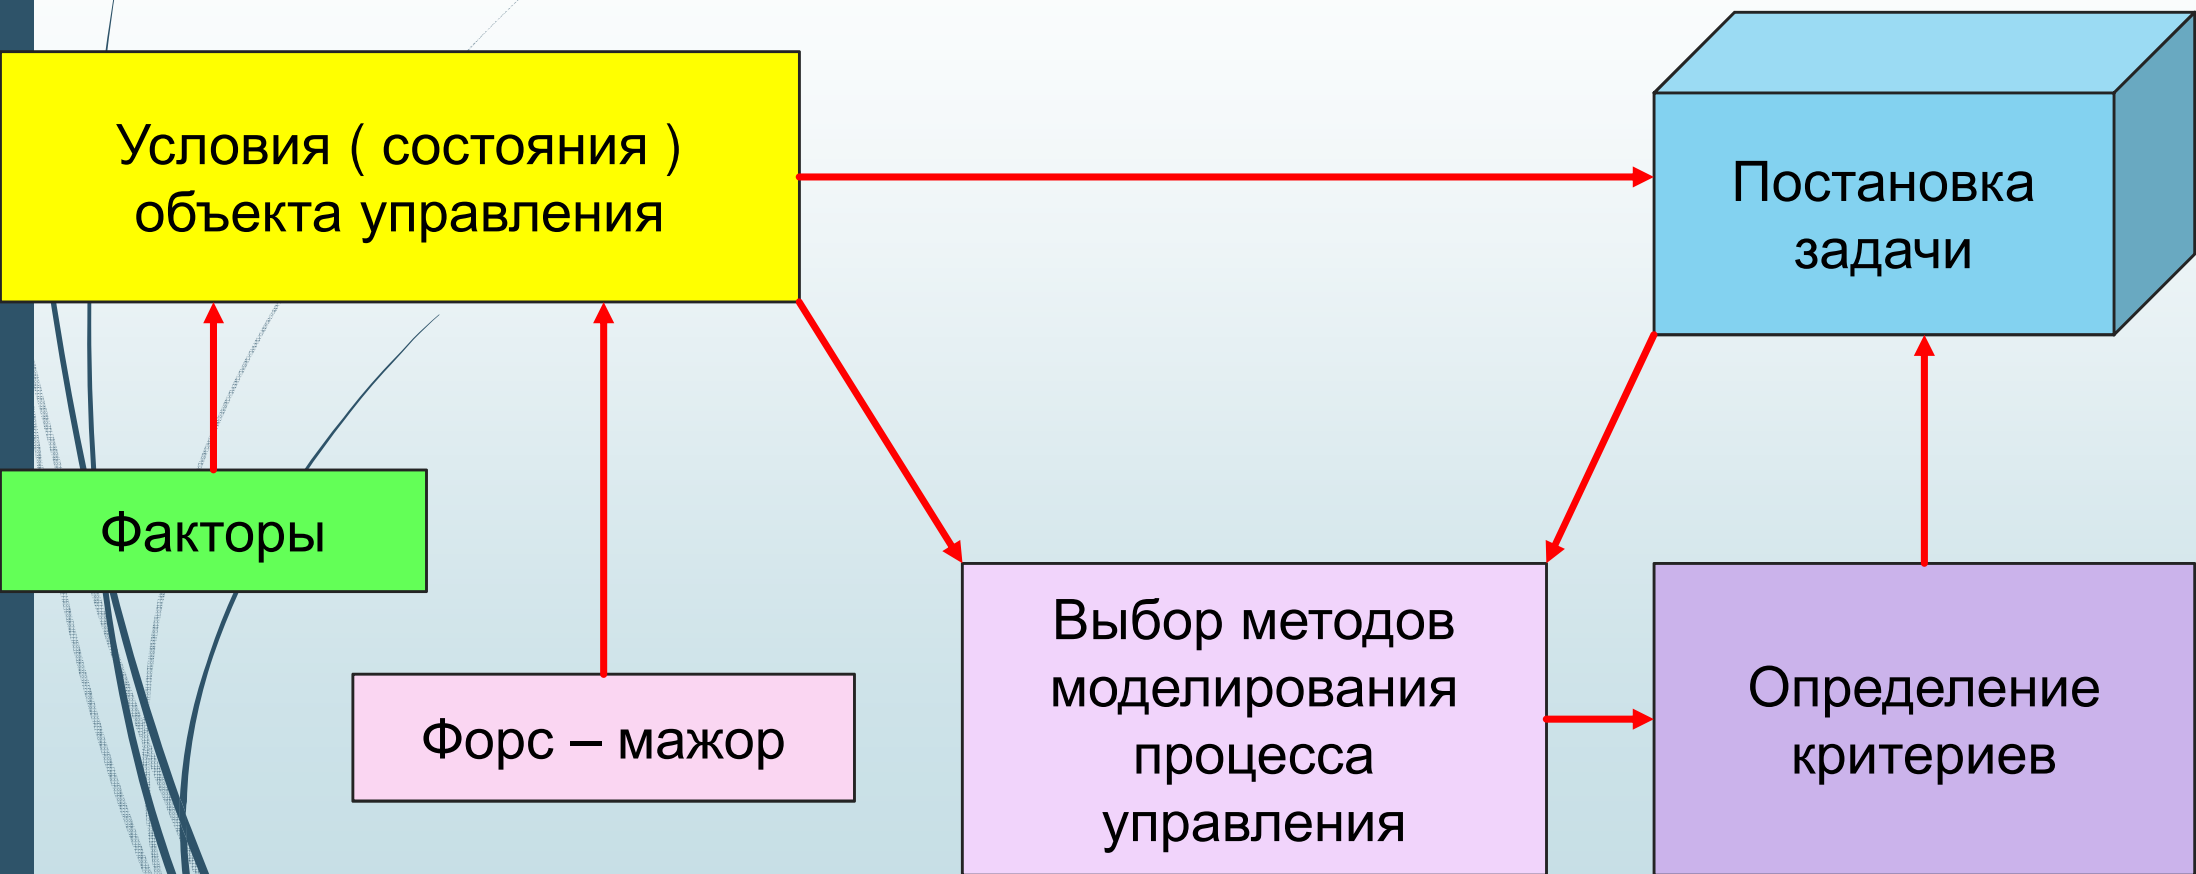 Условия ( состояния )
объекта управления
Постановка
задачи
Факторы
Форс – мажор
Выбор методов
моделирования
процесса
управления
Определение
критериев